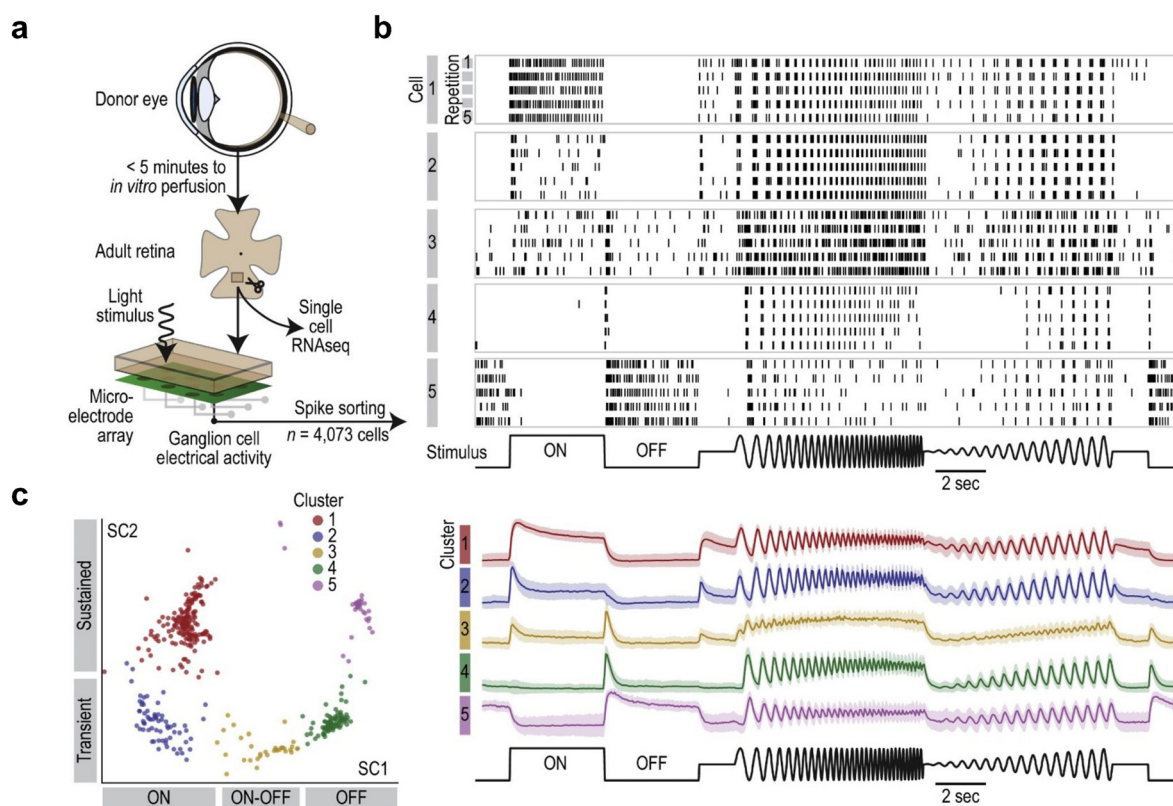 a
Donor eye
< 5 minutes to
in vitro perfusion
Adult retina
Light
stimulus
Single
cell
RNAseq
Micro-
electrode
array
Spike sorting
n = 4,073 cells
Ganglion cell
electrical activity
b
Cell
Repetition
1
5
1
2
3
4
5
Stimulus
ON
OFF
2 sec
c
SC2
Cluster
1
2
3
4
5
Sustained
Transient
SC1
ON
ON-OFF
OFF
Cluster
1
2
3
4
5
ON
OFF
2 sec